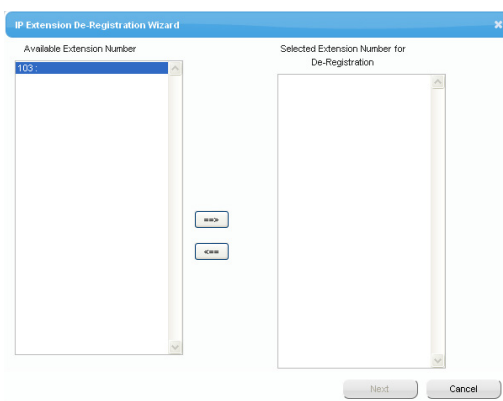 IP Extension De-Registration Wizard
Available Extension Number
Selected Extension Number for
De-Registration
103 :
==>
<==
Next
Cancel